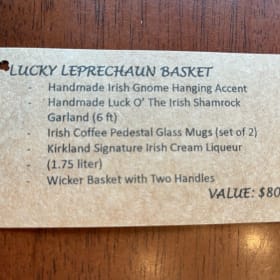 LUCKY LEPRECHAUN BASKET
- Handmade Irish Gnome Hanging Accent
- Handmade Luck O' The Irish Shamrock
Garland (6 ft)
- Irish Coffee Pedestal Glass Mugs (set of 2)
- Kirkland Signature Irish Cream Liqueur
- (1.75 liter)
- Wicker Basket with Two Handles
VALUE: $80